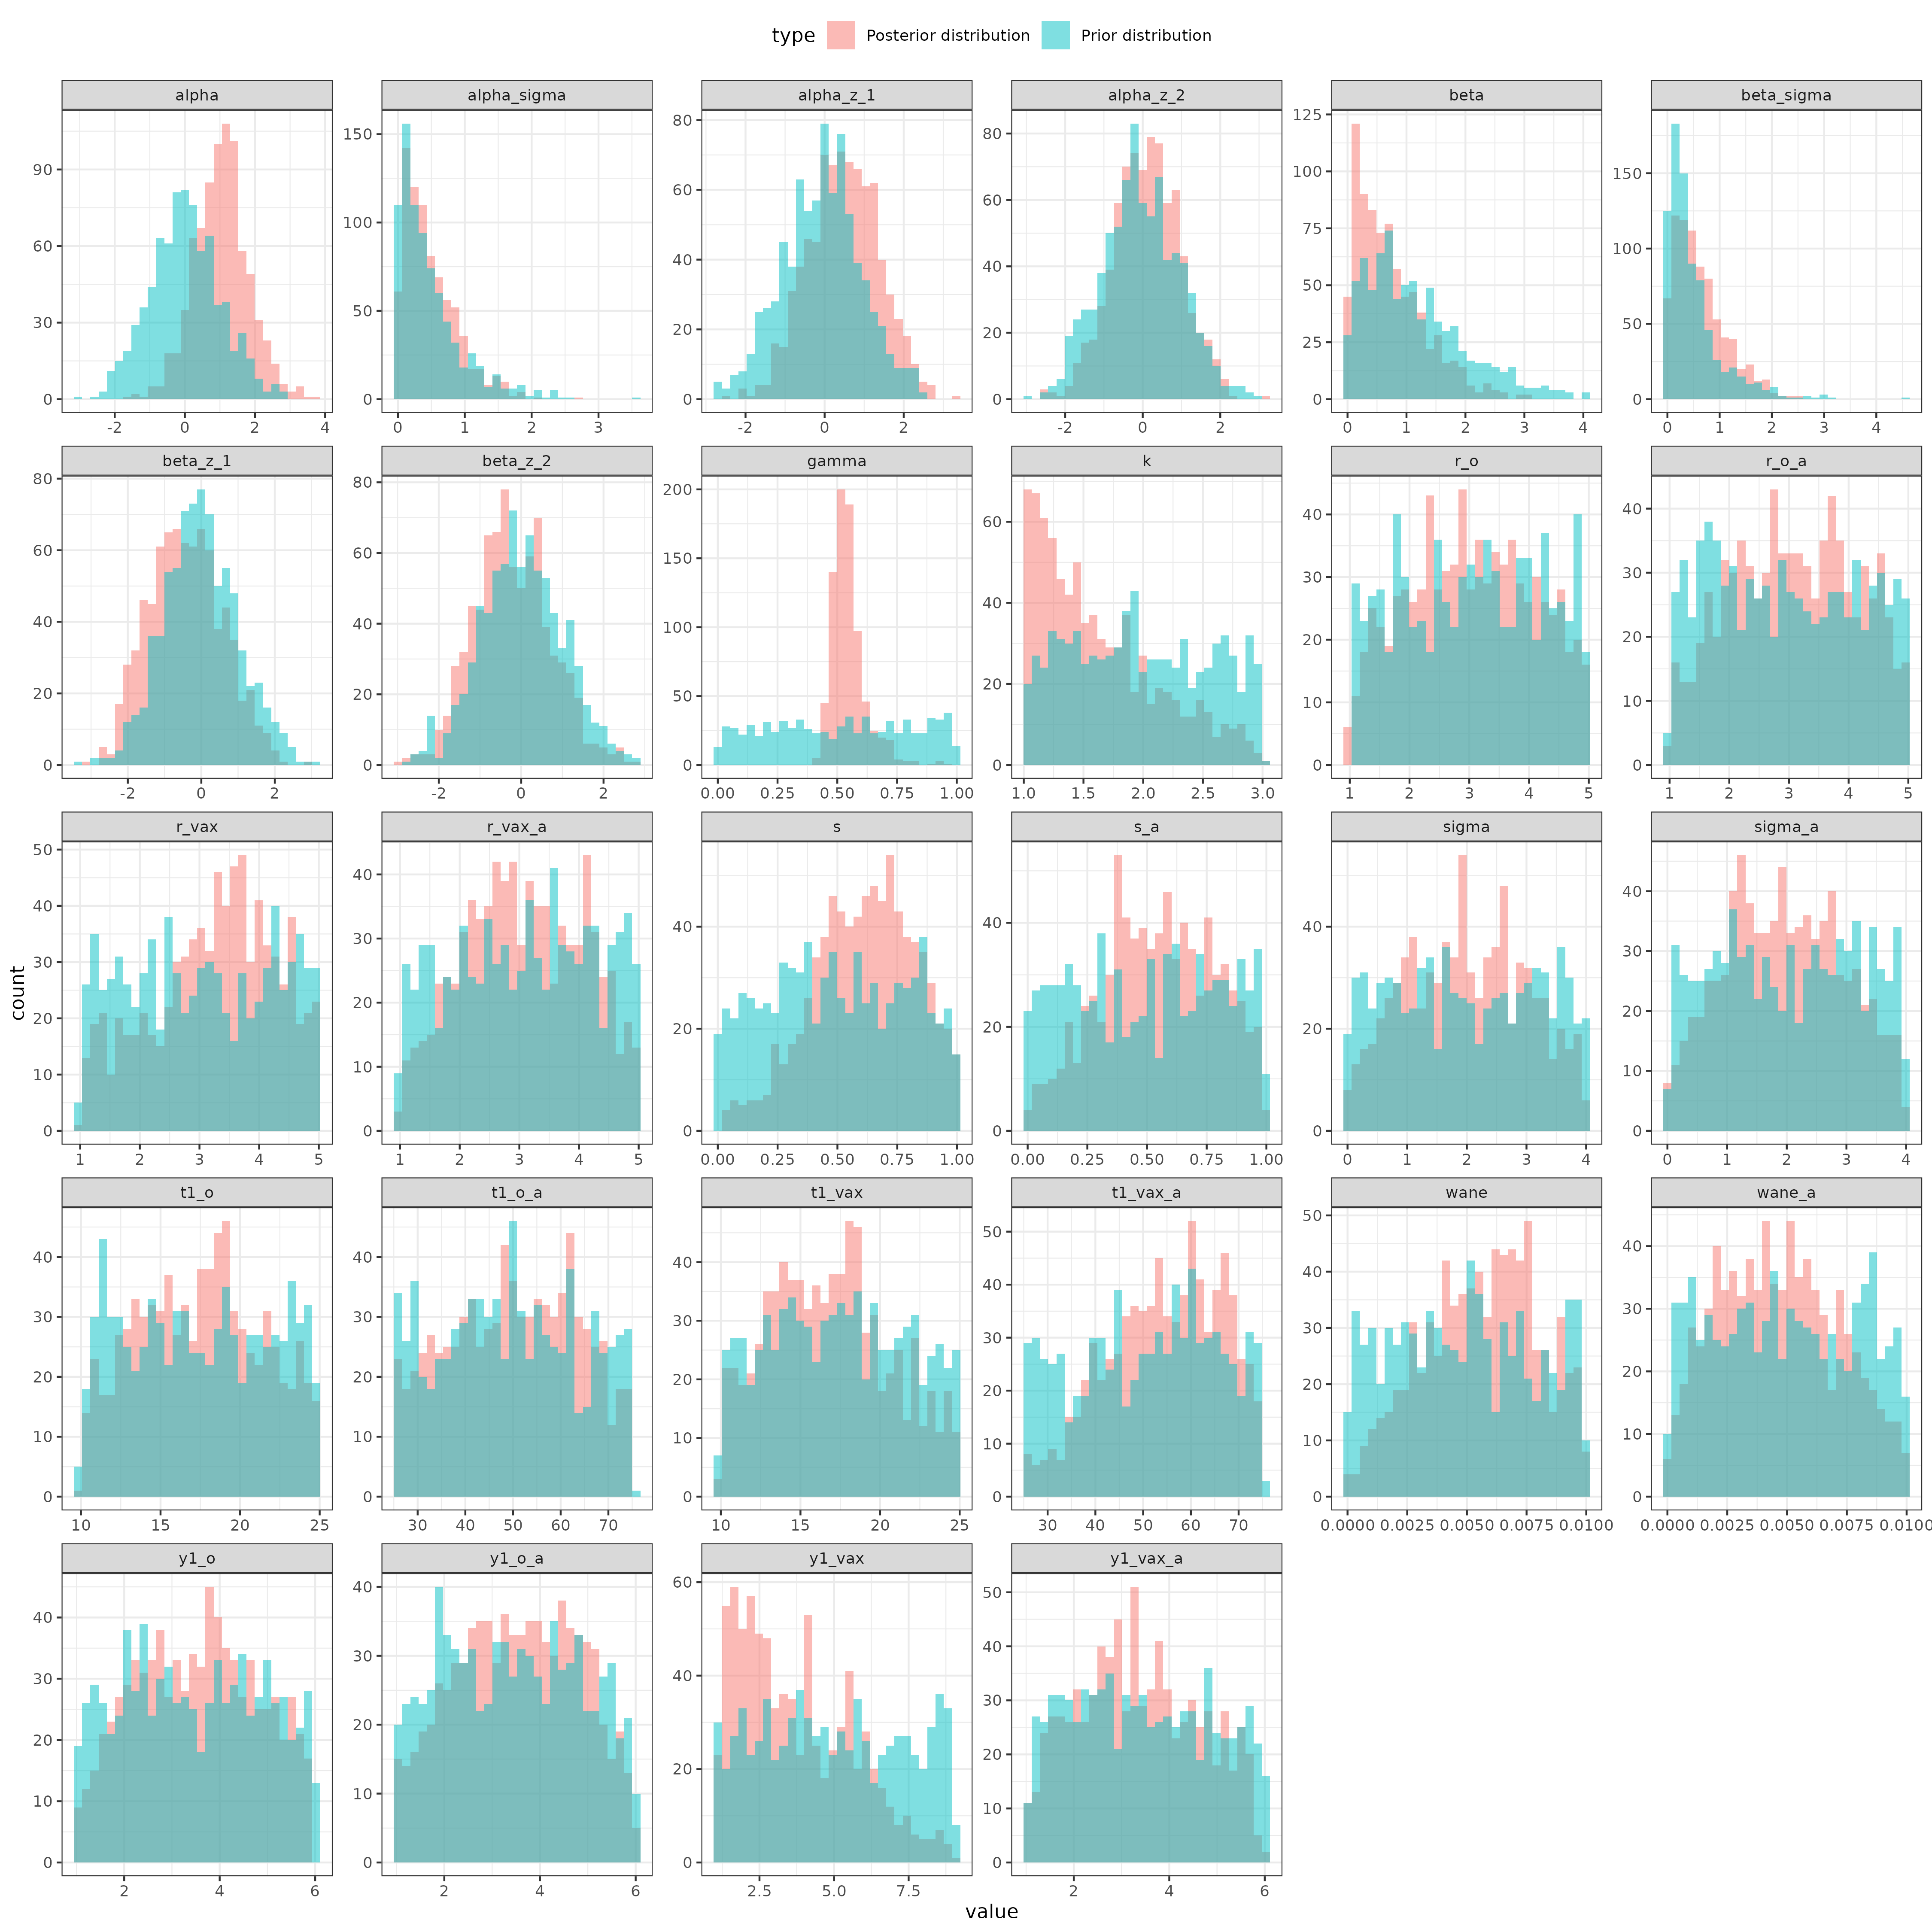 type Posterior distribution Prior distribution
alpha alpha_sigma alpha_z_1 alpha_z_2 beta beta_sigma
90 60 30 0
150 100 50 0
80 60 40 20 0
80 60 40 20 0
125 100 75 50 25 0
150 100 50 0
-2 0 2 4
0 1 2 3
-2 0 2
-2 0 2
0 1 2 3 4
0 1 2 3 4
beta_z_1 beta_z_2 gamma k r_o r_o_a
80 60 40 20 0
80 60 40 20 0
200 150 100 50 0
60 40 20 0
40 30 20 10 0
40 30 20 10 0
-2 0 2
-2 0 2
0.00 0.25 0.50 0.75 1.00
1.0 1.5 2.0 2.5 3.0
1 2 3 4 5
1 2 3 4 5
r_vax r_vax_a s s_a sigma sigma_a
50 40 30 20 10 0
40 30 20 10 0
40 20 0
40 20 0
40 20 0
40 30 20 10 0
1 2 3 4 5
1 2 3 4 5
0.00 0.25 0.50 0.75 1.00
0.00 0.25 0.50 0.75 1.00
0 1 2 3 4
0 1 2 3 4
count
t1_o t1_o_a t1_vax t1_vax_a wane wane_a
40 30 20 10 0
40 30 20 10 0
40 30 20 10 0
50 40 30 20 10 0
50 40 30 20 10 0
40 30 20 10 0
10 15 20 25
30 40 50 60 70
10 15 20 25
30 40 50 60 70
0.0000 0.0025 0.0050 0.0075 0.0100
0.0000 0.0025 0.0050 0.0075 0.0100
y1_o y1_o_a y1_vax y1_vax_a
40 30 20 10 0
40 30 20 10 0
60 40 20 0
50 40 30 20 10 0
2 4 6
2 4 6
2.5 5.0 7.5
2 4 6
value